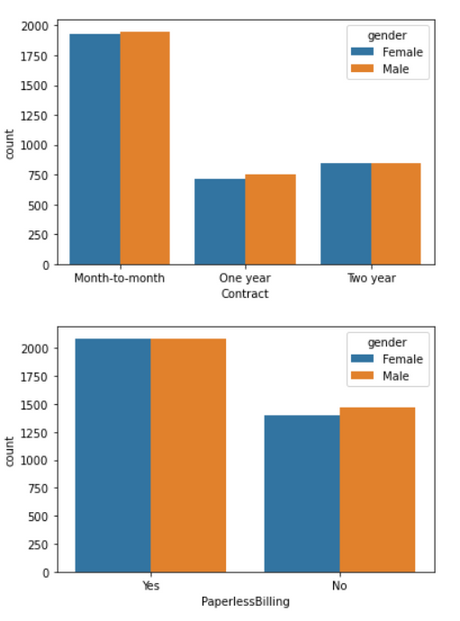 2000
1750
1500
1250
1000
750
500
250
0
count
gender
Female
Male
Month-to-month One year Two year
Contract
2000
1750
1500
1250
1000
750
500
250
0
count
gender
Female
Male
Yes No
PaperlessBilling